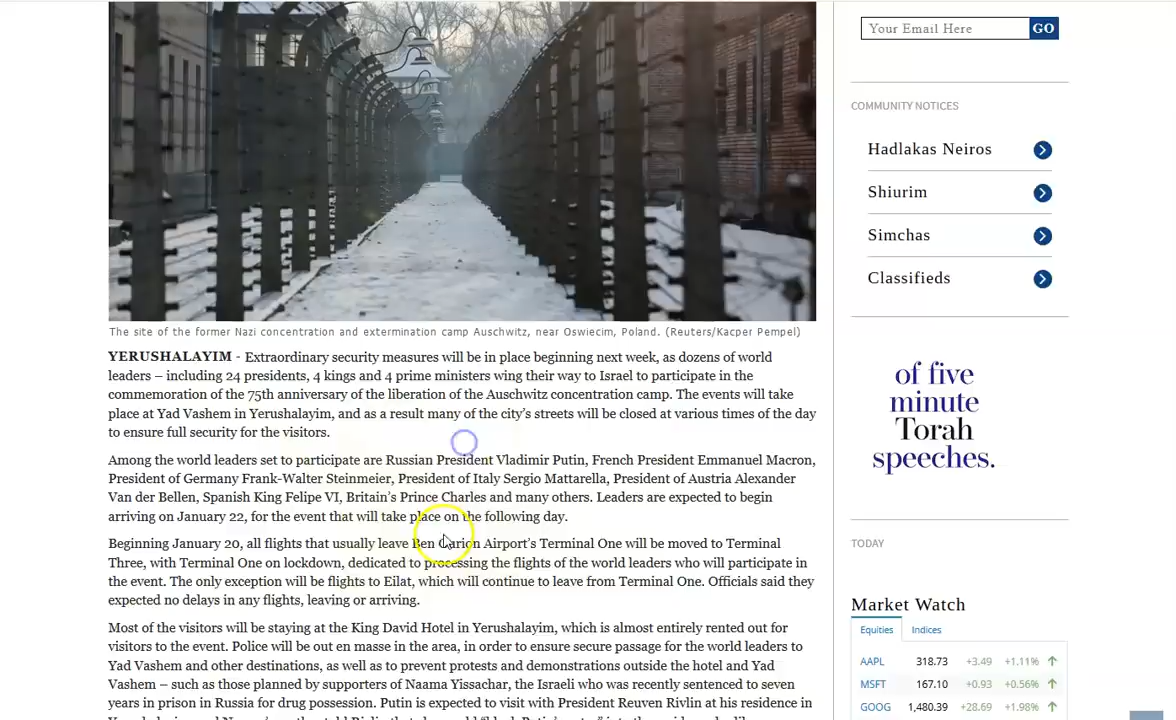 Your Email Here
GO
COMMUNITY NOTICES
Hadlakas Neiros
Shiurim
Simchas
Classifieds
The site of the former Nazi concentration and extermination camp Auschwitz, near Oswiecim, Poland. (Reuters/Kacper Pempel)
YERUSHALAYIM - Extraordinary security measures will be in place beginning next week, as dozens of world
leaders – including 24 presidents, 4 kings and 4 prime ministers wing their way to Israel to participate in the
commemoration of the 75th anniversary of the liberation of the Auschwitz concentration camp. The events will take
place at Yad Vashem in Yerushalayim, and as a result many of the city's streets will be closed at various times of the day
to ensure full security for the visitors.
Among the world leaders set to participate are Russian President Vladimir Putin, French President Emmanuel Macron,
President of Germany Frank-Walter Steinmeier, President of Italy Sergio Mattarella, President of Austria Alexander
Van der Bellen, Spanish King Felipe VI, Britain's Prince Charles and many others. Leaders are expected to begin
arriving on January 22, for the event that will take place on the following day.
Beginning January 20, all flights that usually leave Ben Gurion Airport's Terminal One will be moved to Terminal
Three, with Terminal One on lockdown, dedicated to processing the flights of the world leaders who will participate in
the event. The only exception will be flights to Eilat, which will continue to leave from Terminal One. Officials said they
expected no delays in any flights, leaving or arriving.
Most of the visitors will be staying at the King David Hotel in Yerushalayim, which is almost entirely rented out for
visitors to the event. Police will be out en masse in the area, in order to ensure secure passage for the world leaders to
Yad Vashem and other destinations, as well as to prevent protests and demonstrations outside the hotel and Yad
Vashem – such as those planned by supporters of Naama Yissachar, the Israeli who was recently sentenced to seven
years in prison in Russia for drug possession. Putin is expected to visit with President Reuven Rivlin at his residence in
of five
minute
Torah
speeches.
TODAY
Market Watch
Equities Indices
AAPL 318.73 +3.49 +1.11%
MSFT 167.10 +0.93 +0.56%
GOOG 1,480.39 +28.69 +1.98%